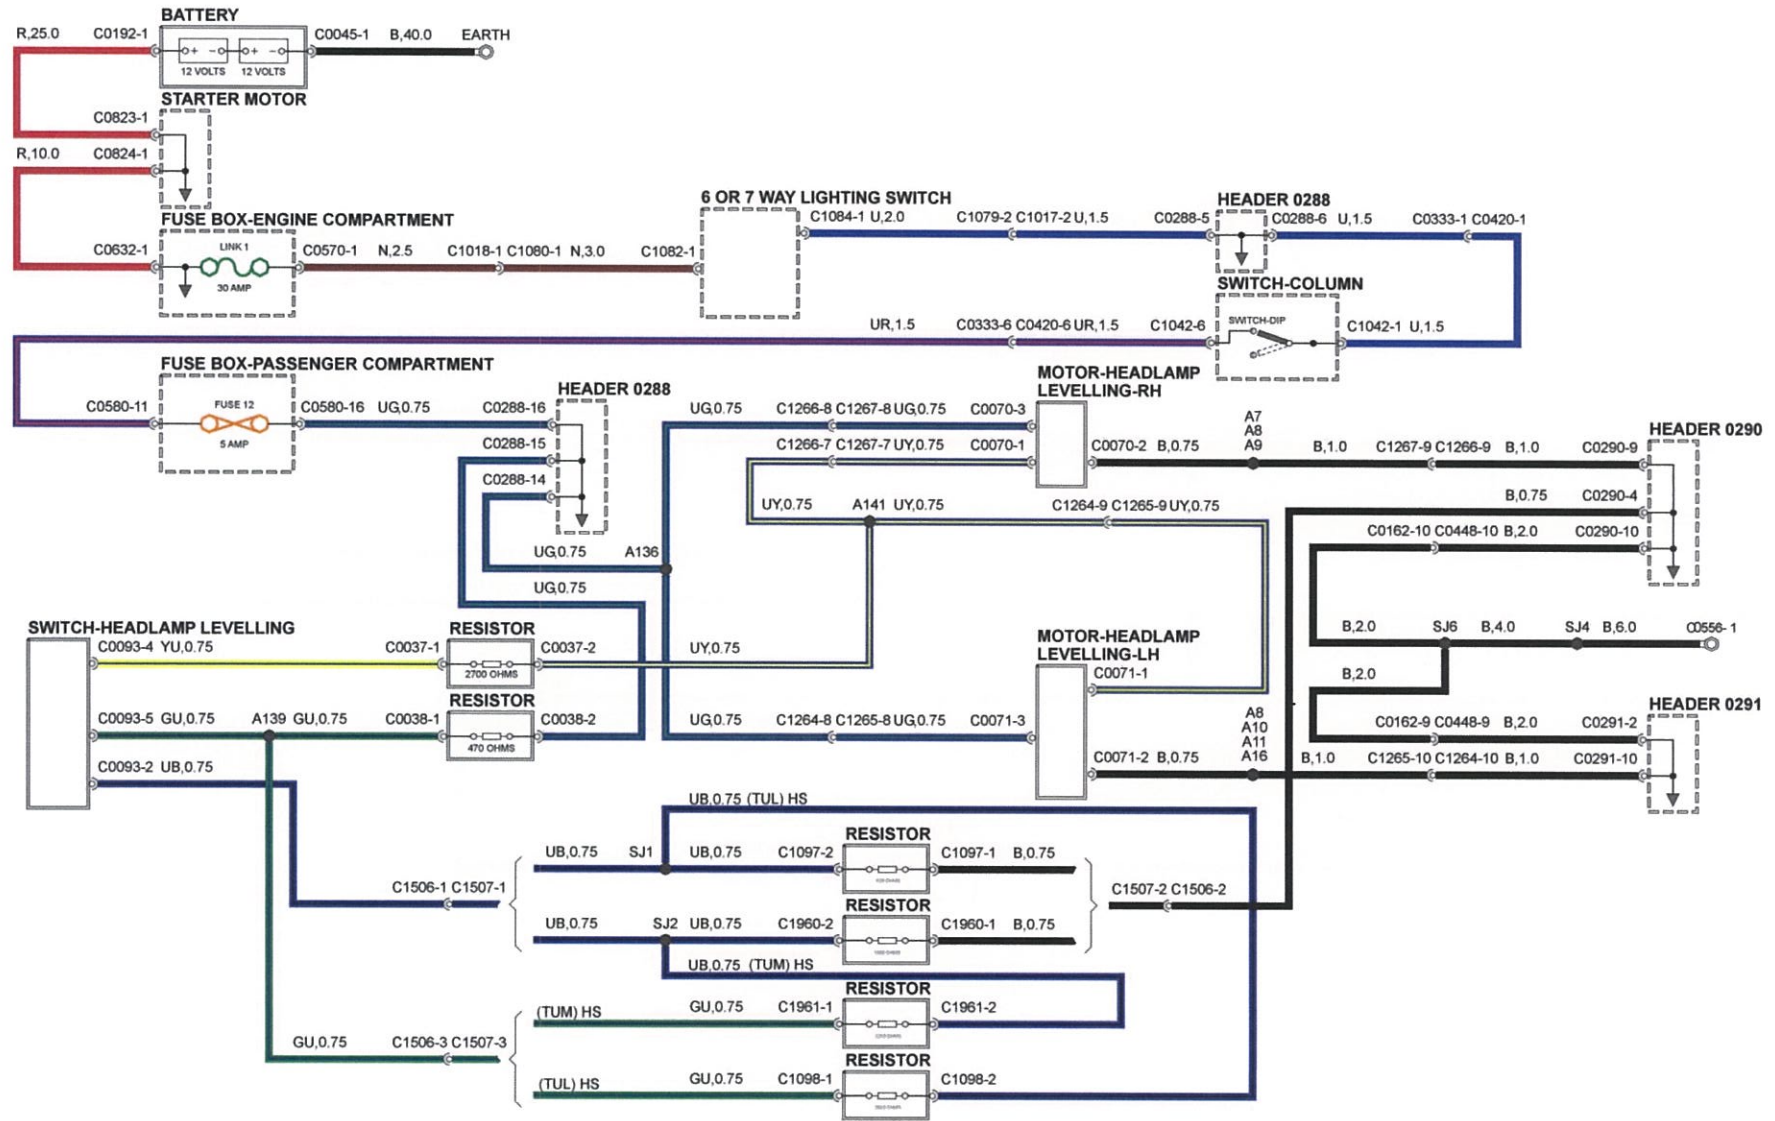 BATTERY
R,25.0 C0192-1 C0045-1 B,40.0 EARTH
+ - + -
12 VOLTS 12 VOLTS
STARTER MOTOR
C0823-1
R,10.0 C0824-1
FUSE BOX-ENGINE COMPARTMENT
C0632-1 LINK 1 C0570-1 N,2.5 C1018-1 C1080-1 N,3.0 C1082-1
30 AMP
6 OR 7 WAY LIGHTING SWITCH
C1084-1 U,2.0 C1079-2 C1017-2 U,1.5 C0288-5
HEADER 0288
C0288-6 U,1.5 C0333-1 C0420-1
SWITCH-COLUMN
SWITCH-DIP
UR,1.5 C0333-6 C0420-6 UR,1.5 C1042-6 C1042-1 U,1.5
FUSE BOX-PASSENGER COMPARTMENT
C0580-11 FUSE 12 C0580-16 UG,0.75 C0288-16
5 AMP
HEADER 0288
C0288-15
C0288-14
UG,0.75 A136
UG,0.75
MOTOR-HEADLAMP
LEVELLING-RH
UG,0.75 C1266-8 C1267-8 UG,0.75 C0070-3
C1266-7 C1267-7 UY,0.75 C0070-1
C0070-2 B,0.75
A7
A8
A9
B,1.0 C1267-9 C1266-9 B,1.0 C0290-9
HEADER 0290
UY,0.75 A141 UY,0.75 C1264-9 C1265-9 UY,0.75
B,0.75 C0290-4
C0162-10 C0448-10 B,2.0 C0290-10
SWITCH-HEADLAMP LEVELLING
C0093-4 YU,0.75 C0037-1
RESISTOR
2700 OHMS
C0037-2 UY,0.75
C0093-5 GU,0.75 A139 GU,0.75 C0038-1
RESISTOR
470 OHMS
C0038-2
C0093-2 UB,0.75
MOTOR-HEADLAMP
LEVELLING-LH
C0071-1
UG,0.75 C1264-8 C1265-8 UG,0.75 C0071-3
C0071-2 B,0.75
A8
A10
A11
A16
B,1.0 C1265-10 C1264-10 B,1.0 C0291-10
B,2.0 SJ6 B,4.0 SJ4 B,6.0 C0556-1
B,2.0
HEADER 0291
C0162-9 C0448-9 B,2.0 C0291-2
UB,0.75 (TUL) HS
UB,0.75 SJ1 UB,0.75 C1097-2
RESISTOR
C1097-1 B,0.75
C1506-1 C1507-1
C1507-2 C1506-2
UB,0.75 SJ2 UB,0.75 C1960-2
RESISTOR
C1960-1 B,0.75
UB,0.75 (TUM) HS
(TUM) HS GU,0.75 C1961-1
RESISTOR
C1961-2
GU,0.75 C1506-3 C1507-3
(TUL) HS GU,0.75 C1098-1
RESISTOR
C1098-2